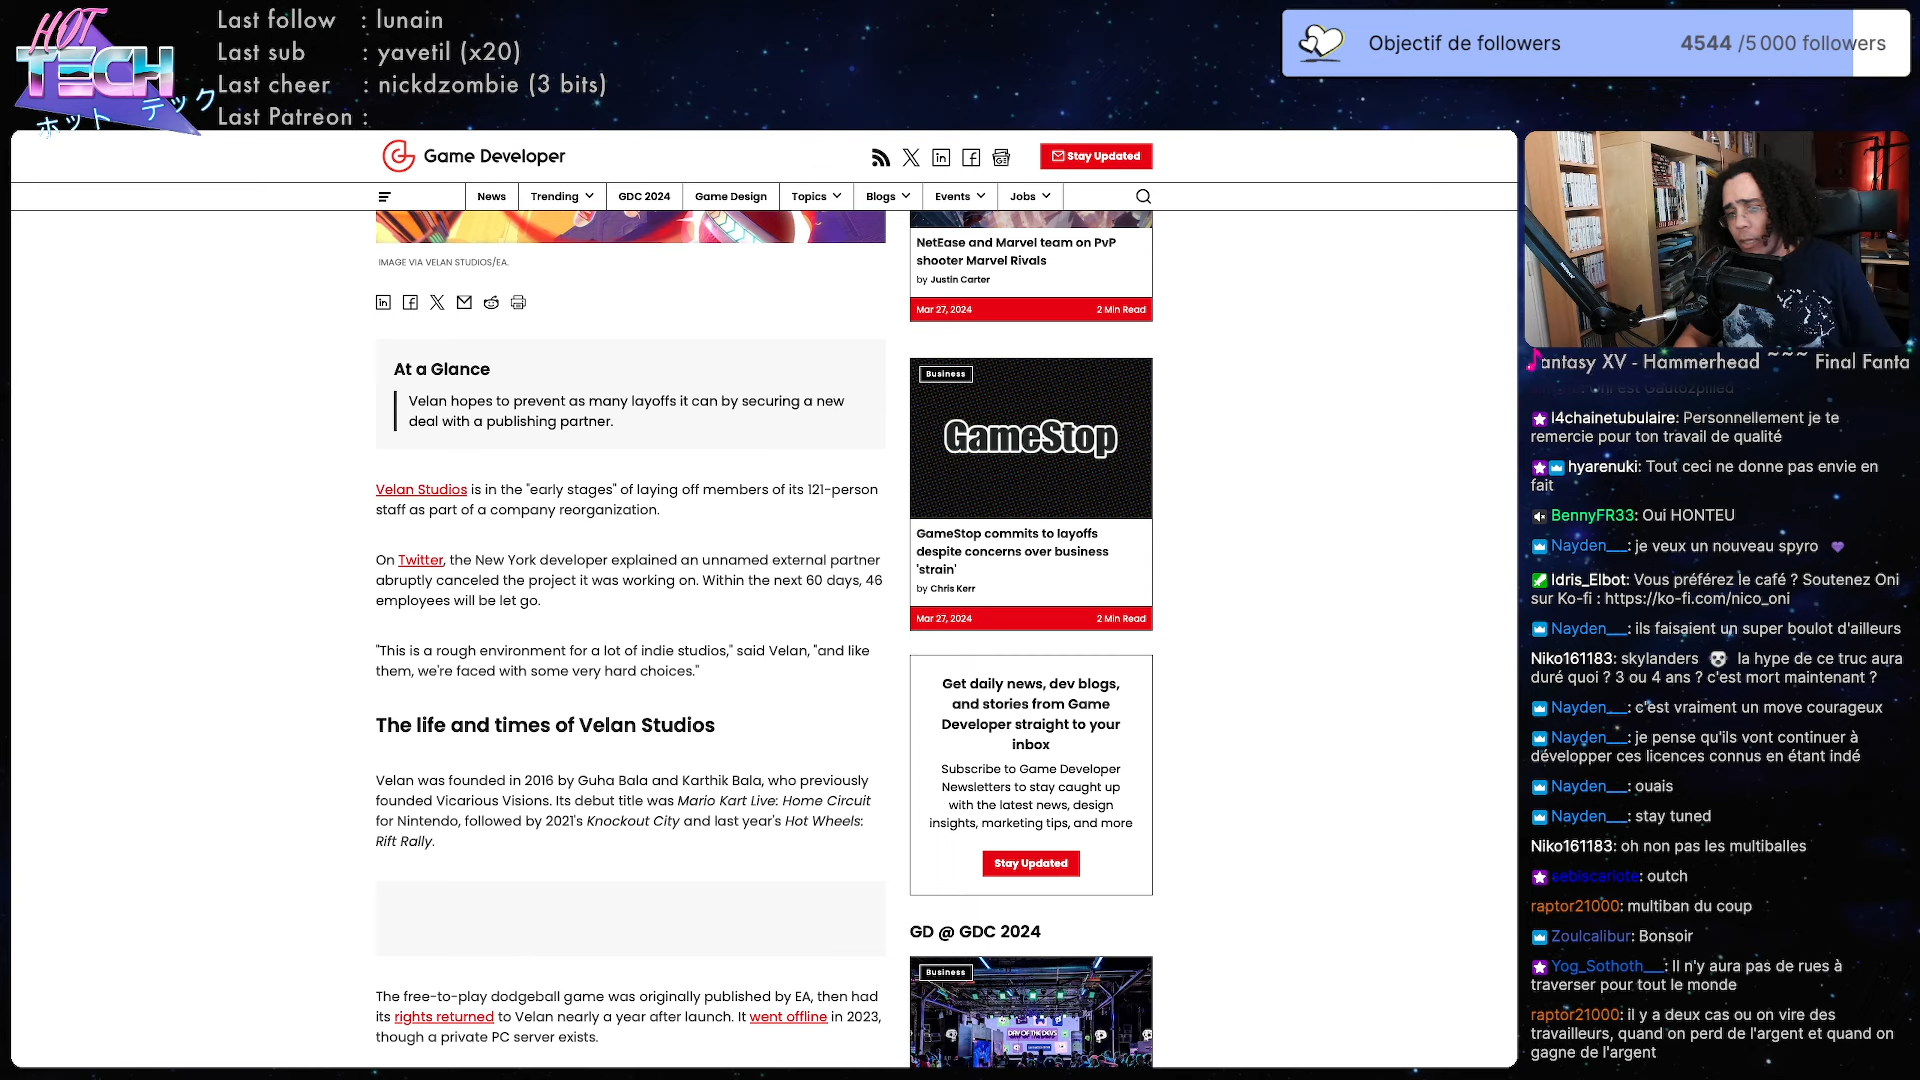 HOT
TECH
ホット テック
Last follow : lunain
Last sub : yavetil (x20)
Last cheer : nickdzombie (3 bits)
Last Patreon :
Objectif de followers 4544 /5 000 followers
Game Developer
Stay Updated
News Trending GDC 2024 Game Design Topics Blogs Events Jobs
IMAGE VIA VELAN STUDIOS/EA.
At a Glance
Velan hopes to prevent as many layoffs it can by securing a new
deal with a publishing partner.
Velan Studios is in the "early stages" of laying off members of its 121-person
staff as part of a company reorganization.
On Twitter, the New York developer explained an unnamed external partner
abruptly canceled the project it was working on. Within the next 60 days, 46
employees will be let go.
"This is a rough environment for a lot of indie studios," said Velan, "and like
them, we're faced with some very hard choices."
The life and times of Velan Studios
Velan was founded in 2016 by Guha Bala and Karthik Bala, who previously
founded Vicarious Visions. Its debut title was Mario Kart Live: Home Circuit
for Nintendo, followed by 2021's Knockout City and last year's Hot Wheels:
Rift Rally.
The free-to-play dodgeball game was originally published by EA, then had
its rights returned to Velan nearly a year after launch. It went offline in 2023,
though a private PC server exists.
NetEase and Marvel team on PvP
shooter Marvel Rivals
by Justin Carter
Mar 27, 2024 2 Min Read
Business
GameStop
GameStop commits to layoffs
despite concerns over business
'strain'
by Chris Kerr
Mar 27, 2024 2 Min Read
Get daily news, dev blogs,
and stories from Game
Developer straight to your
inbox
Subscribe to Game Developer
Newsletters to stay caught up
with the latest news, design
insights, marketing tips, and more
Stay Updated
GD @ GDC 2024
Business
DAY OF THE DEVS
antasy XV - Hammerhead ~~~ Final Fanta
l4chainetubulaire: Personnellement je te
remercie pour ton travail de qualité
hyarenuki: Tout ceci ne donne pas envie en
fait
BennyFR33: Oui HONTEU
Nayden__: je veux un nouveau spyro
Idris_Elbot: Vous préférez le café ? Soutenez Oni
sur Ko-fi : https://ko-fi.com/nico_oni
Nayden__: ils faisaient un super boulot d'ailleurs
Niko161183: skylanders la hype de ce truc aura
duré quoi ? 3 ou 4 ans ? c'est mort maintenant ?
Nayden__: c'est vraiment un move courageux
Nayden__: je pense qu'ils vont continuer à
développer ces licences connus en étant indé
Nayden__: ouais
Nayden__: stay tuned
Niko161183: oh non pas les multiballes
: outch
raptor21000: multiban du coup
Zoulcalibur: Bonsoir
Yog_Sothoth__: Il n'y aura pas de rues à
traverser pour tout le monde
raptor21000: il y a deux cas ou on vire des
travailleurs, quand on perd de l'argent et quand on
gagne de l'argent